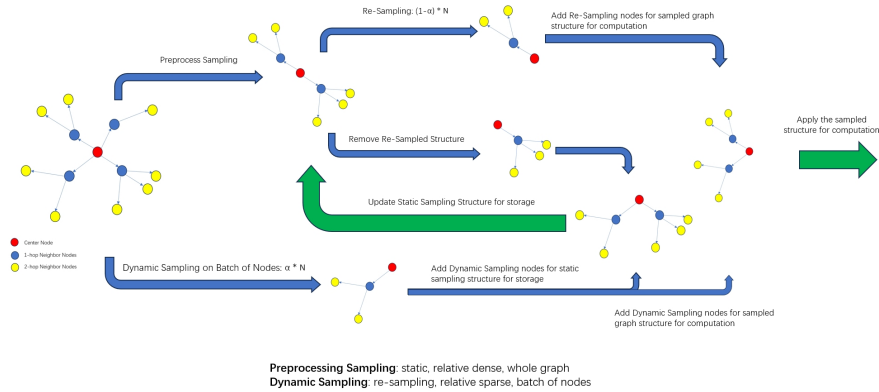 Re-Sampling: (1-α) * N
Add Re-Sampling nodes for sampled graph
structure for computation
Preprocess Sampling
Apply the sampled
structure for computation
Remove Re-Sampled Structure
Update Static Sampling Structure for storage
Center Node
1-hop Neighbor Nodes
2-hop Neighbor Nodes
Dynamic Sampling on Batch of Nodes: α * N
Add Dynamic Sampling nodes for static
sampling structure for storage
Add Dynamic Sampling nodes for sampled
graph structure for computation
Preprocessing Sampling: static, relative dense, whole graph
Dynamic Sampling: re-sampling, relative sparse, batch of nodes